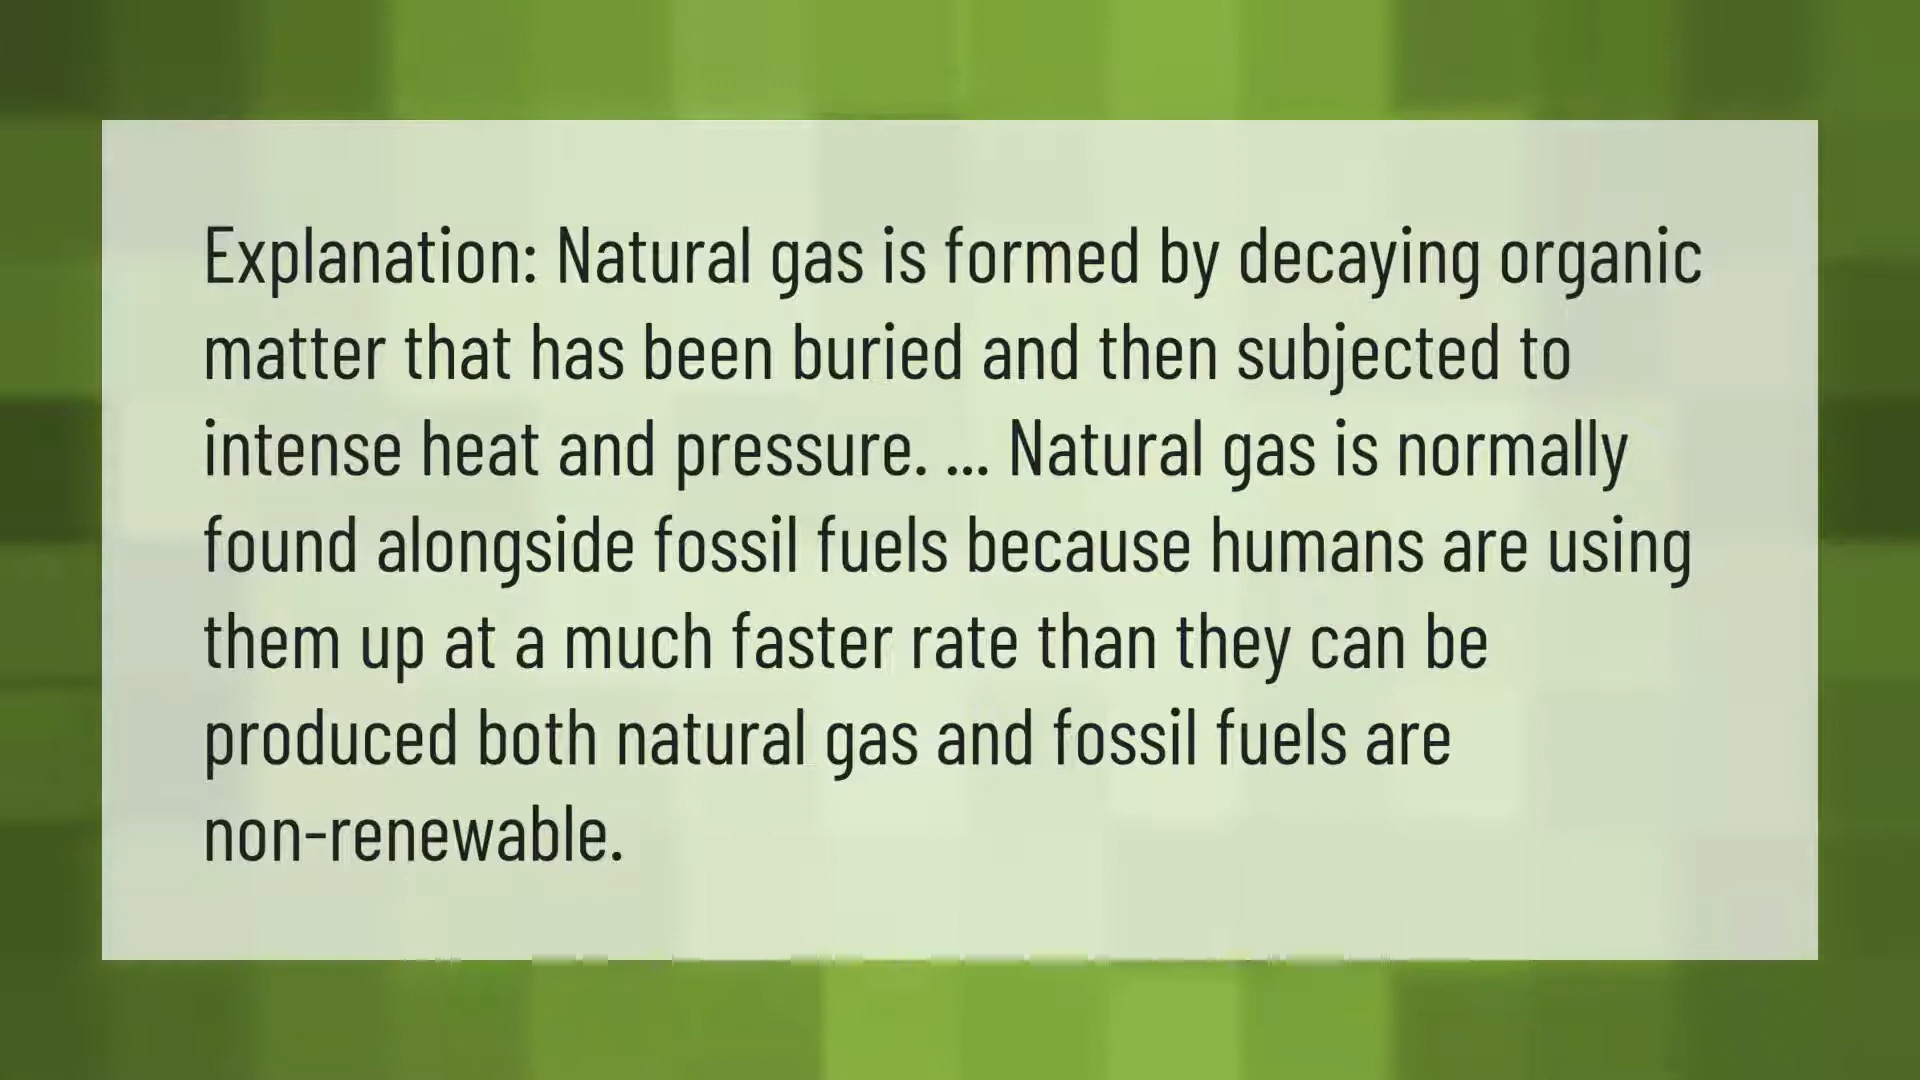 Explanation: Natural gas is formed by decaying organic
matter that has been buried and then subjected to
intense heat and pressure. ... Natural gas is normally
found alongside fossil fuels because humans are using
them up at a much faster rate than they can be
produced both natural gas and fossil fuels are
non-renewable.